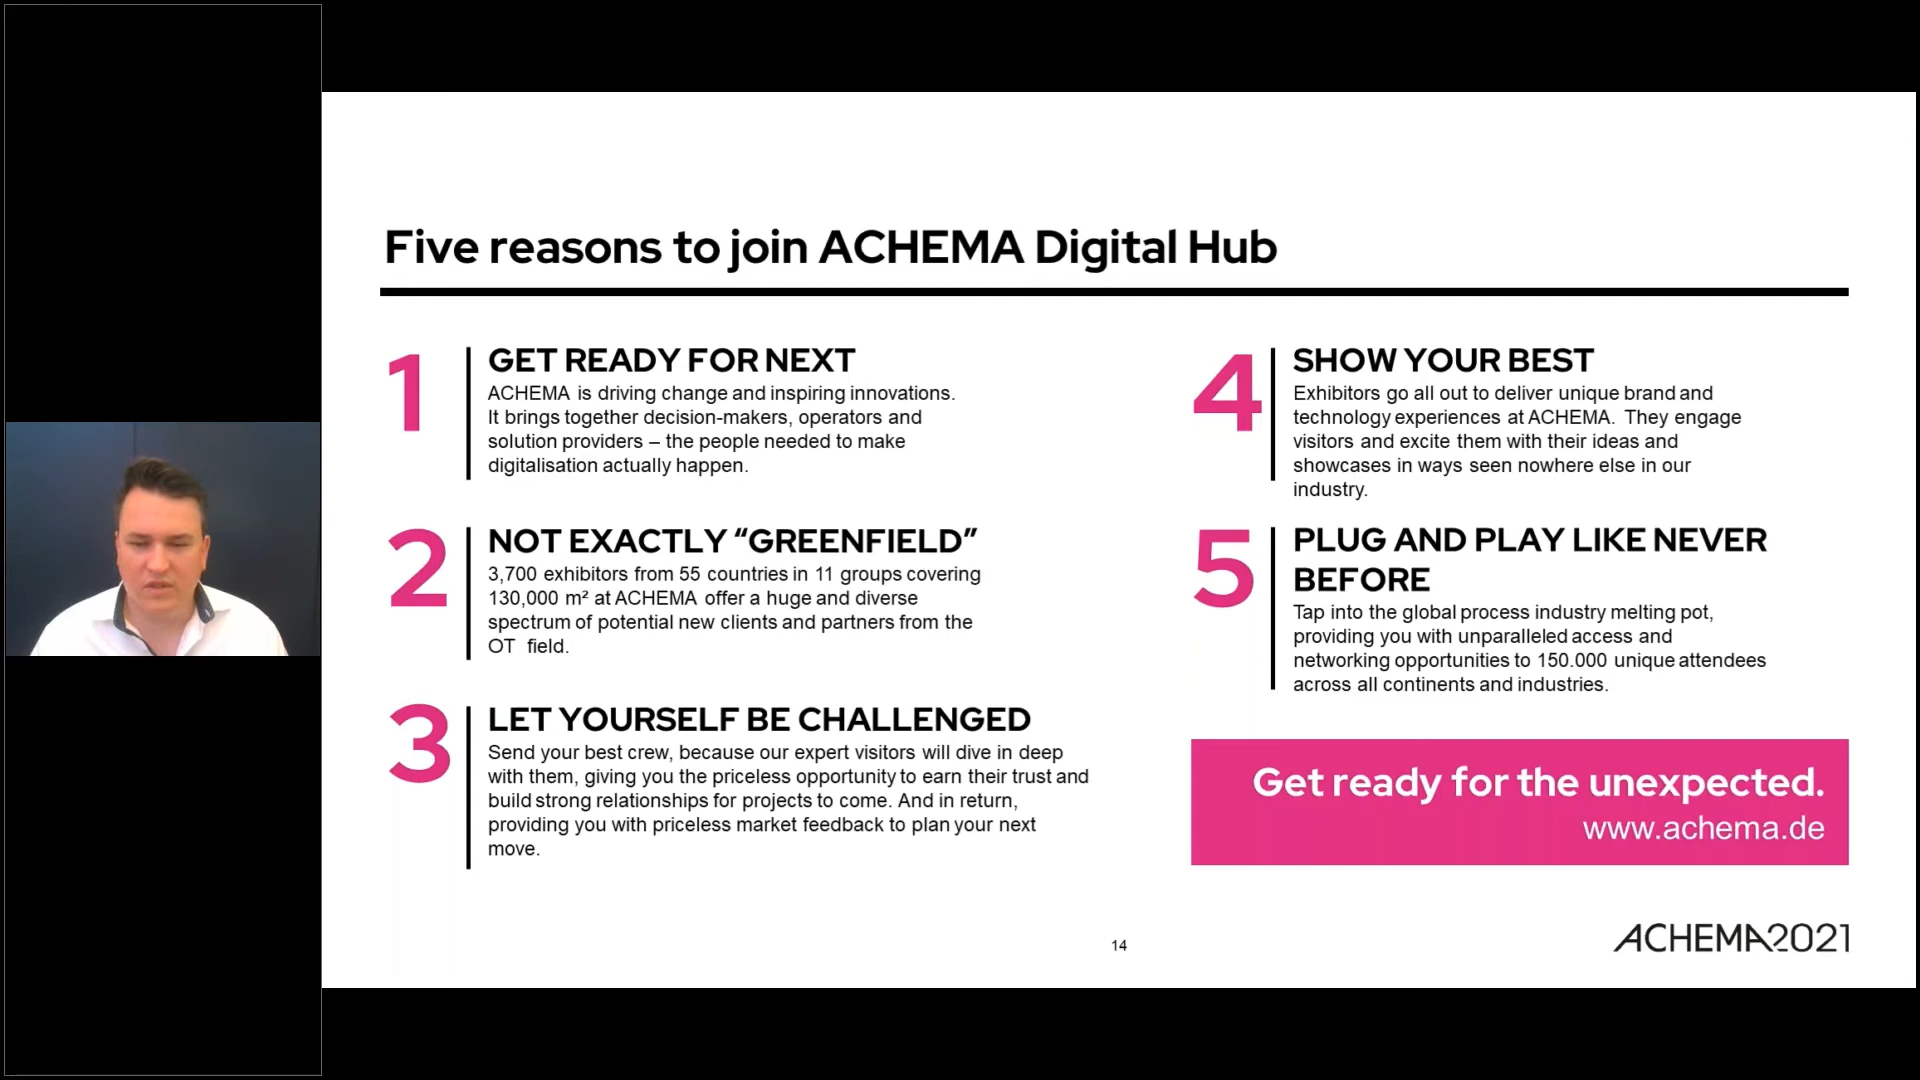 Five reasons to join ACHEMA Digital Hub
1
GET READY FOR NEXT
ACHEMA is driving change and inspiring innovations.
It brings together decision-makers, operators and
solution providers – the people needed to make
digitalisation actually happen.
2
NOT EXACTLY “GREENFIELD”
3,700 exhibitors from 55 countries in 11 groups covering
130,000 m² at ACHEMA offer a huge and diverse
spectrum of potential new clients and partners from the
OT field.
3
LET YOURSELF BE CHALLENGED
Send your best crew, because our expert visitors will dive in deep
with them, giving you the priceless opportunity to earn their trust and
build strong relationships for projects to come. And in return,
providing you with priceless market feedback to plan your next
move.
4
SHOW YOUR BEST
Exhibitors go all out to deliver unique brand and
technology experiences at ACHEMA. They engage
visitors and excite them with their ideas and
showcases in ways seen nowhere else in our
industry.
5
PLUG AND PLAY LIKE NEVER
BEFORE
Tap into the global process industry melting pot,
providing you with unparalleled access and
networking opportunities to 150.000 unique attendees
across all continents and industries.
Get ready for the unexpected.
www.achema.de
14
ACHEMA2021